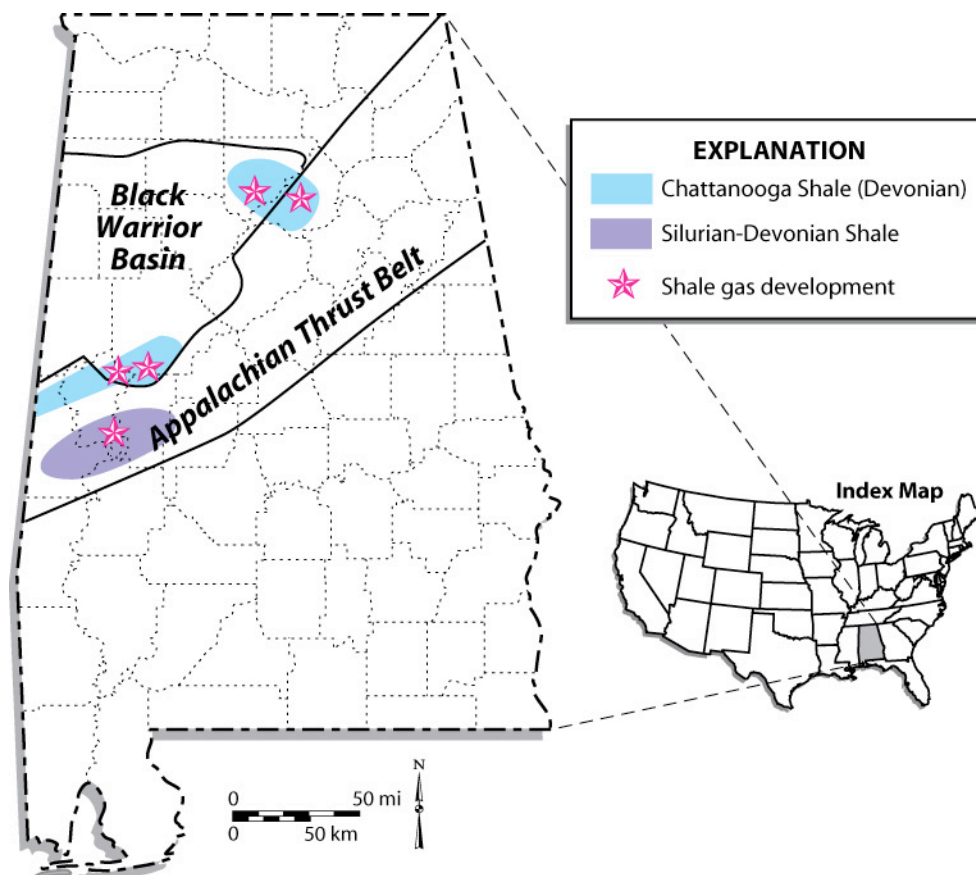 Black
Warrior
Basin
Appalachian Thrust Belt
EXPLANATION
Chattanooga Shale (Devonian)
Silurian-Devonian Shale
Shale gas development
Index Map
N
0 50 mi
0 50 km